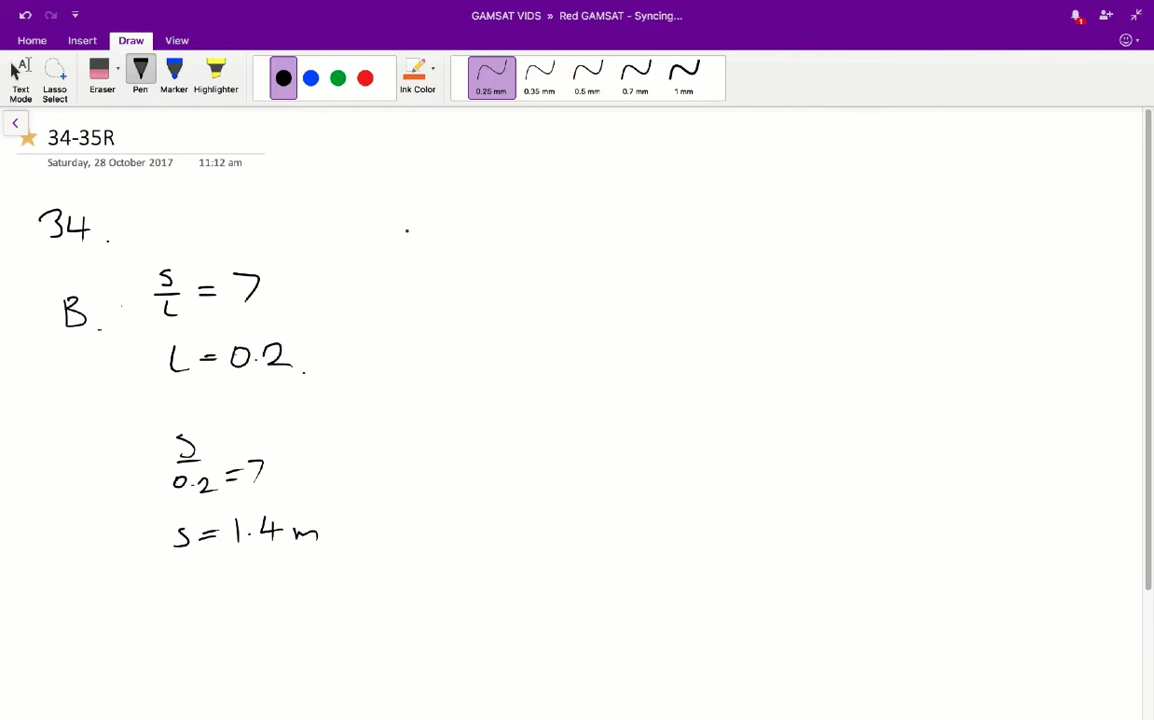 GAMSAT VIDS » Red GAMSAT - Syncing...
1
Home Insert Draw View
Text Mode
Lasso Select
Eraser
Pen
Marker
Highlighter
Ink Color
0.25 mm
0.35 mm
0.5 mm
0.7 mm
1 mm
34-35R
Saturday, 28 October 2017 11:12 am
34.
B. S/L = 7
L = 0.2.
S/0.2 = 7
S = 1.4 m